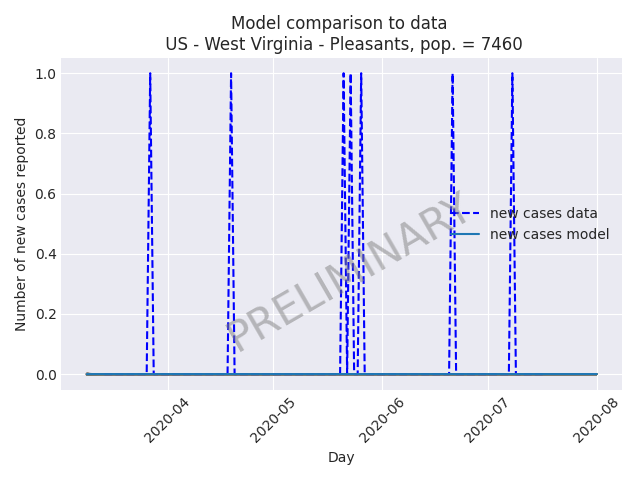 Model comparison to data
US - West Virginia - Pleasants, pop. = 7460
Number of new cases reported
1.0
0.8
0.6
0.4
0.2
0.0
new cases data
new cases model
PRELIMINARY
2020-04
2020-05
2020-06
2020-07
2020-08
Day